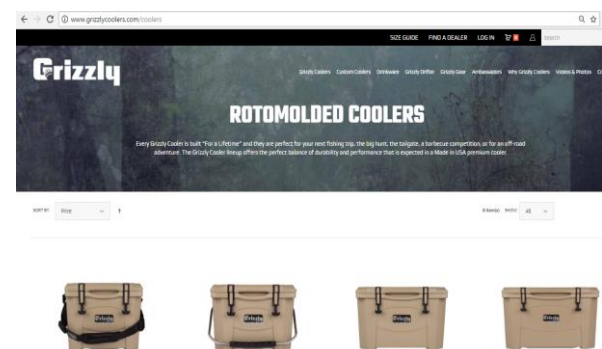 www.grizzlycoolers.com/coolers
SIZE GUIDE FIND A DEALER LOG IN 0 SEARCH
Grizzly
Grizzly Coolers Custom Coolers Drinkware Grizzly Drifter Grizzly Gear Ambassadors Why Grizzly Coolers Videos & Photos
ROTOMOLDED COOLERS
Every Grizzly Cooler is built "For a Lifetime" and they are perfect for your next fishing trip, the big hunt, the tailgate, a barbecue competition, or for an off-road
adventure. The Grizzly Cooler lineup offers the perfect balance of durability and performance that is expected in a Made in USA premium cooler.
SORT BY Price SHOW All
Grizzly Grizzly Grizzly Grizzly